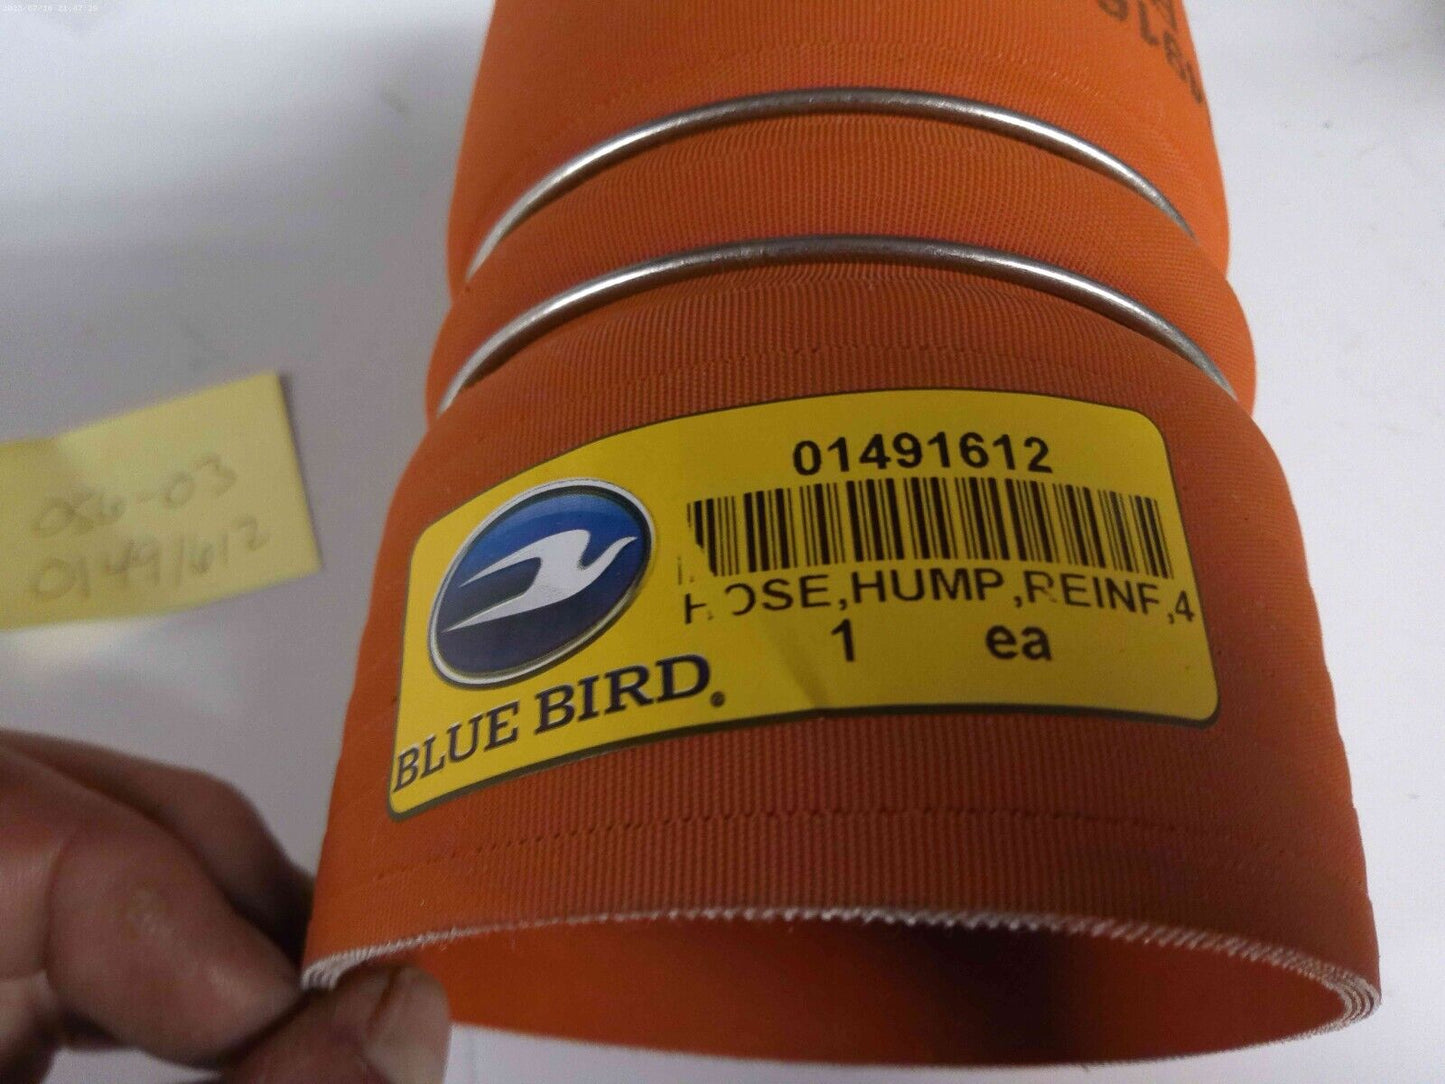 01491612
HOSE,HUMP,REINF,4
1 ea
BLUE BIRD
086-03
01491612